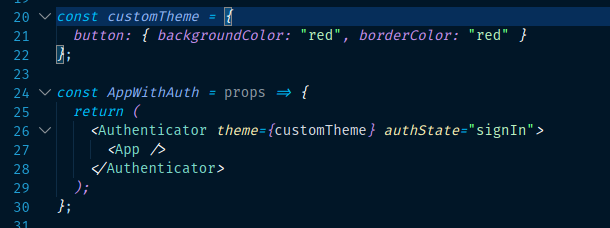 20 const customTheme = {
21 button: { backgroundColor: "red", borderColor: "red" }
22 };
23
24 const AppWithAuth = props => {
25 return (
26 <Authenticator theme={customTheme} authState="signIn">
27 <App />
28 </Authenticator>
29 );
30 };
31